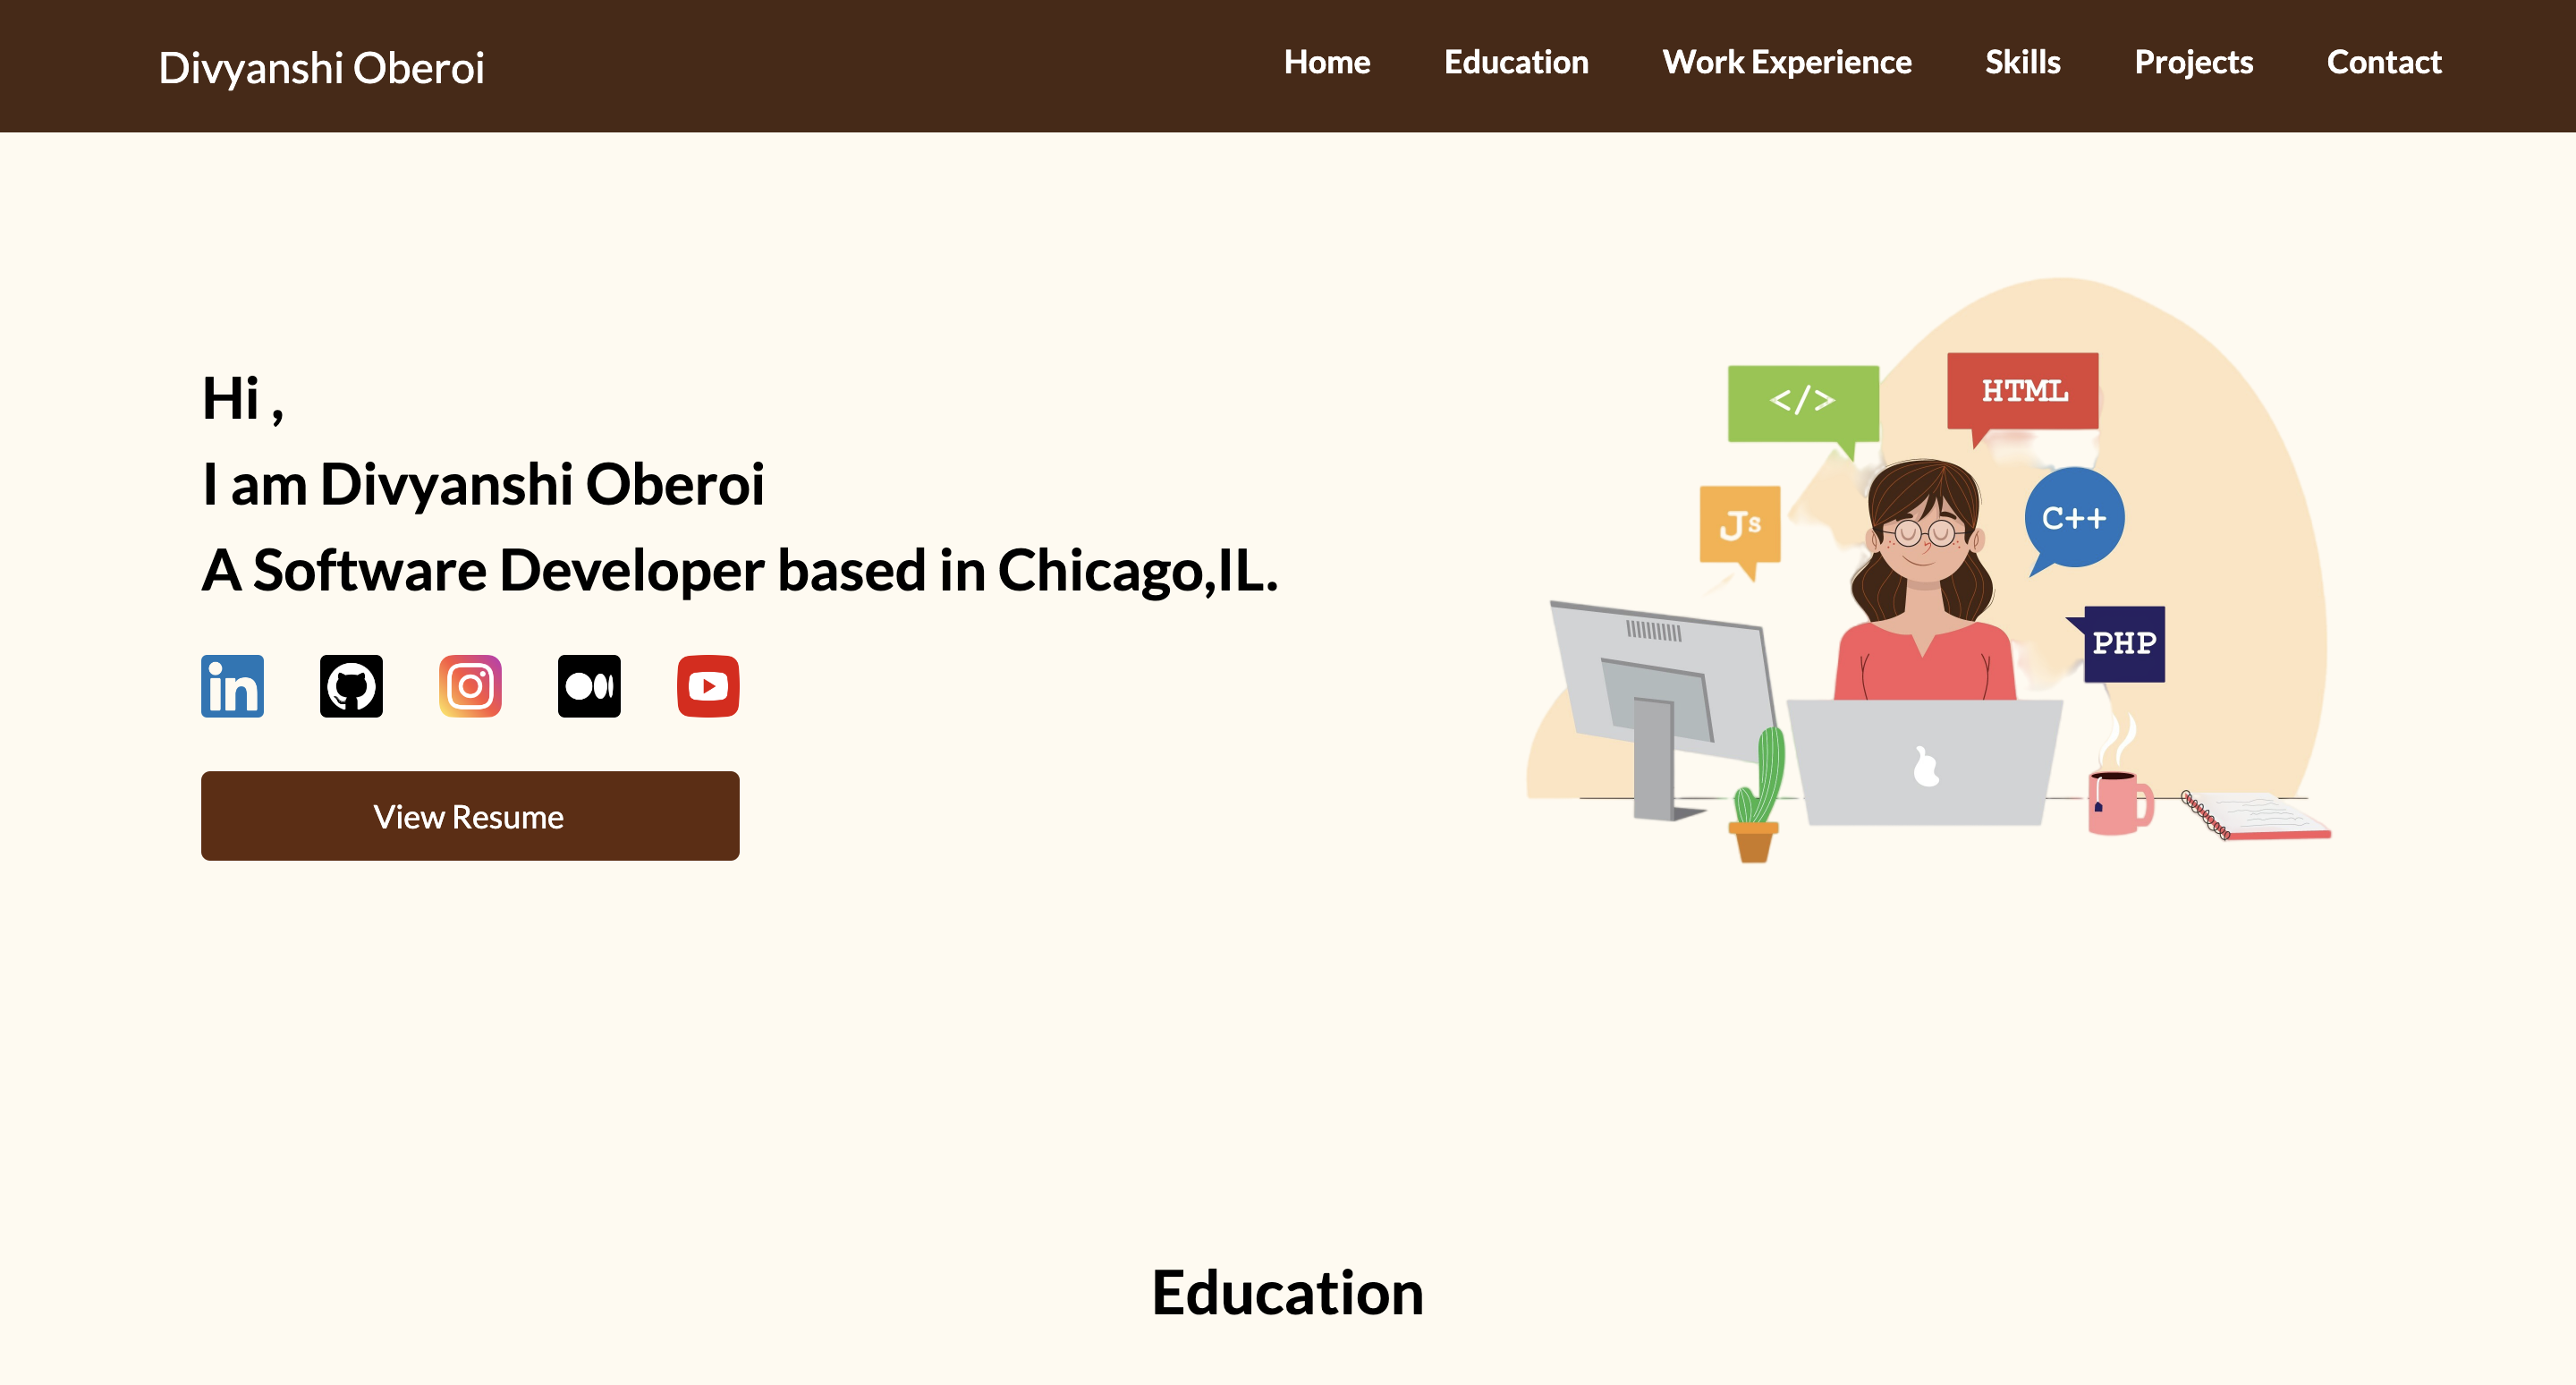 Divyanshi Oberoi
Home Education Work Experience Skills Projects Contact
Hi ,
I am Divyanshi Oberoi
A Software Developer based in Chicago,IL.
in
View Resume
</>
HTML
Js
C++
PHP
Education